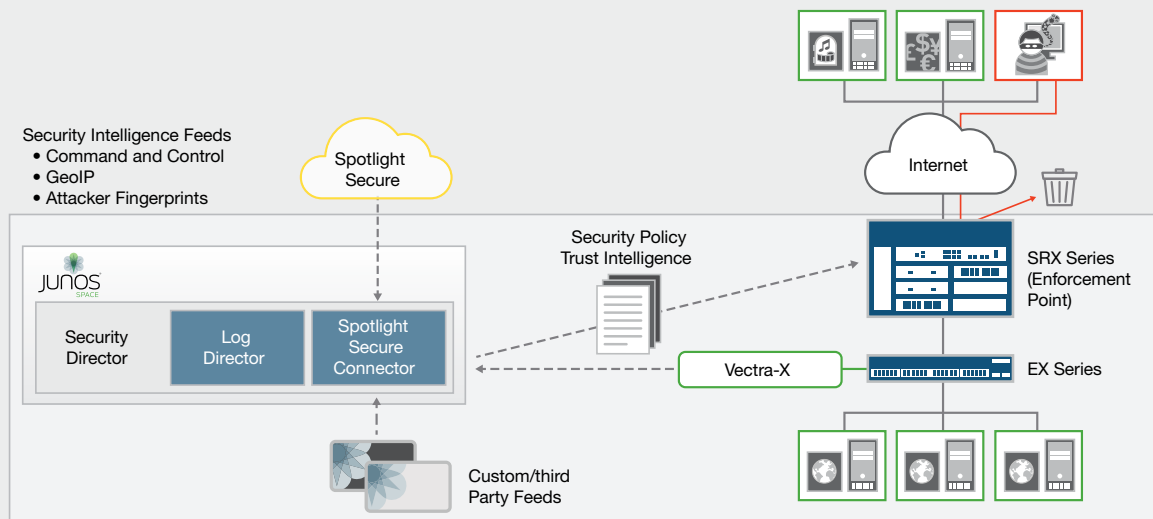 Security Intelligence Feeds
• Command and Control
• GeoIP
• Attacker Fingerprints
Spotlight
Secure
$¥
£
€
Internet
JUNOS
SPACE
Security
Director
Log
Director
Spotlight
Secure
Connector
Security Policy
Trust Intelligence
SRX Series
(Enforcement
Point)
Vectra-X
EX Series
Custom/third
Party Feeds